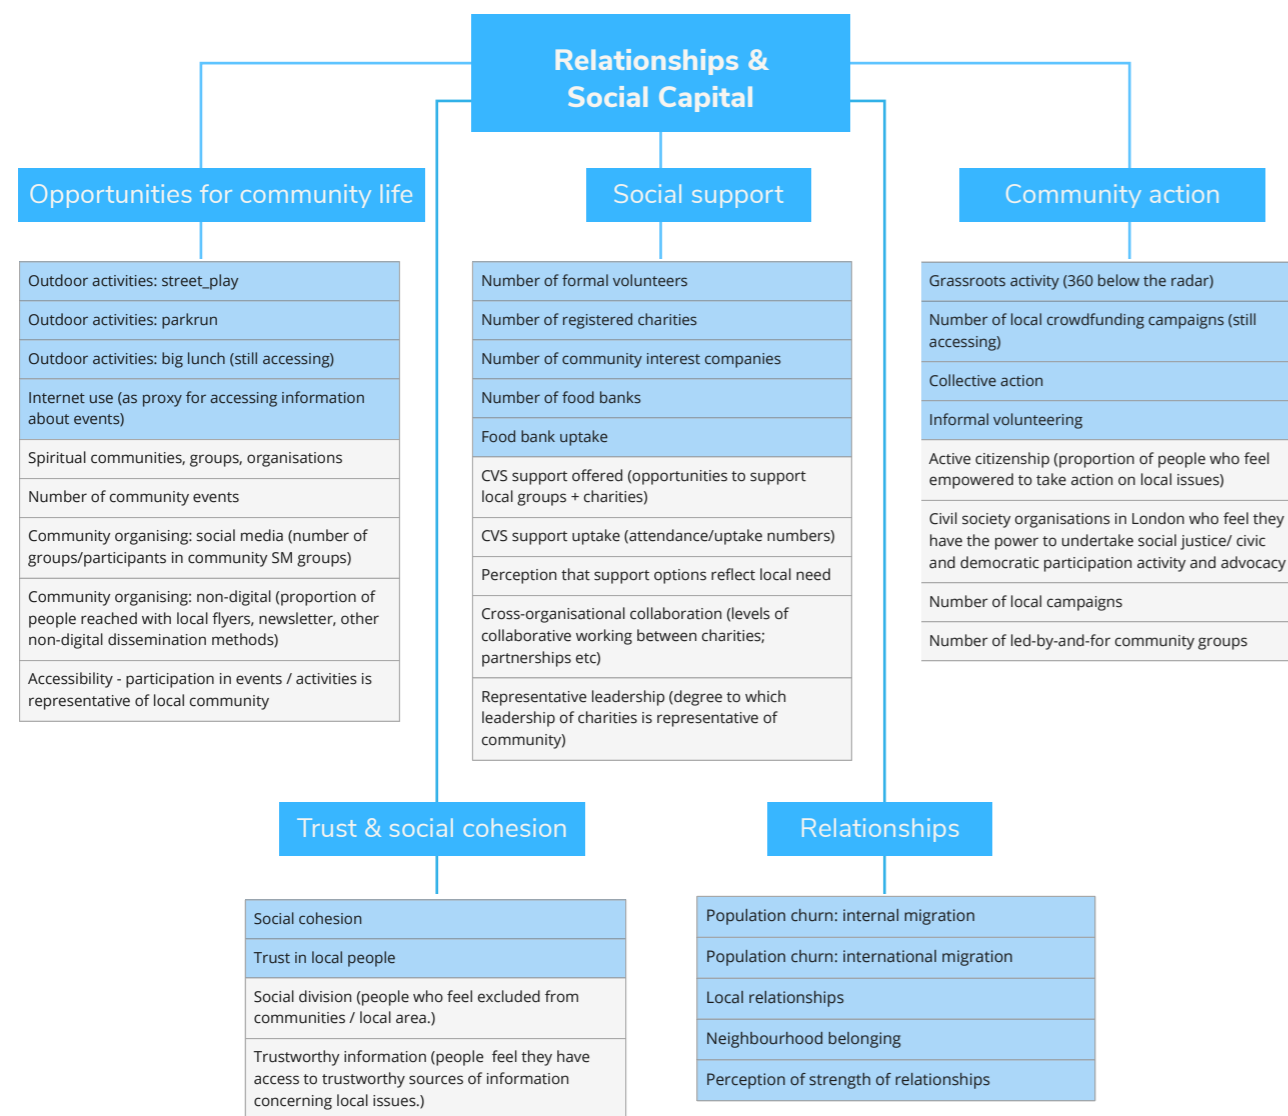 Relationships &
Social Capital
Opportunities for community life
Outdoor activities: street_play
Outdoor activities: parkrun
Outdoor activities: big lunch (still accessing)
Internet use (as proxy for accessing information
about events)
Spiritual communities, groups, organisations
Number of community events
Community organising: social media (number of
groups/participants in community SM groups)
Community organising: non-digital (proportion of
people reached with local flyers, newsletter, other
non-digital dissemination methods)
Accessibility - participation in events / activities is
representative of local community
Social support
Number of formal volunteers
Number of registered charities
Number of community interest companies
Number of food banks
Food bank uptake
CVS support offered (opportunities to support
local groups + charities)
CVS support uptake (attendance/uptake numbers)
Perception that support options reflect local need
Cross-organisational collaboration (levels of
collaborative working between charities;
partnerships etc)
Representative leadership (degree to which
leadership of charities is representative of
community)
Community action
Grassroots activity (360 below the radar)
Number of local crowdfunding campaigns (still
accessing)
Collective action
Informal volunteering
Active citizenship (proportion of people who feel
empowered to take action on local issues)
Civil society organisations in London who feel they
have the power to undertake social justice/ civic
and democratic participation activity and advocacy
Number of local campaigns
Number of led-by-and-for community groups
Trust & social cohesion
Social cohesion
Trust in local people
Social division (people who feel excluded from
communities / local area.)
Trustworthy information (people feel they have
access to trustworthy sources of information
concerning local issues.)
Relationships
Population churn: internal migration
Population churn: international migration
Local relationships
Neighbourhood belonging
Perception of strength of relationships